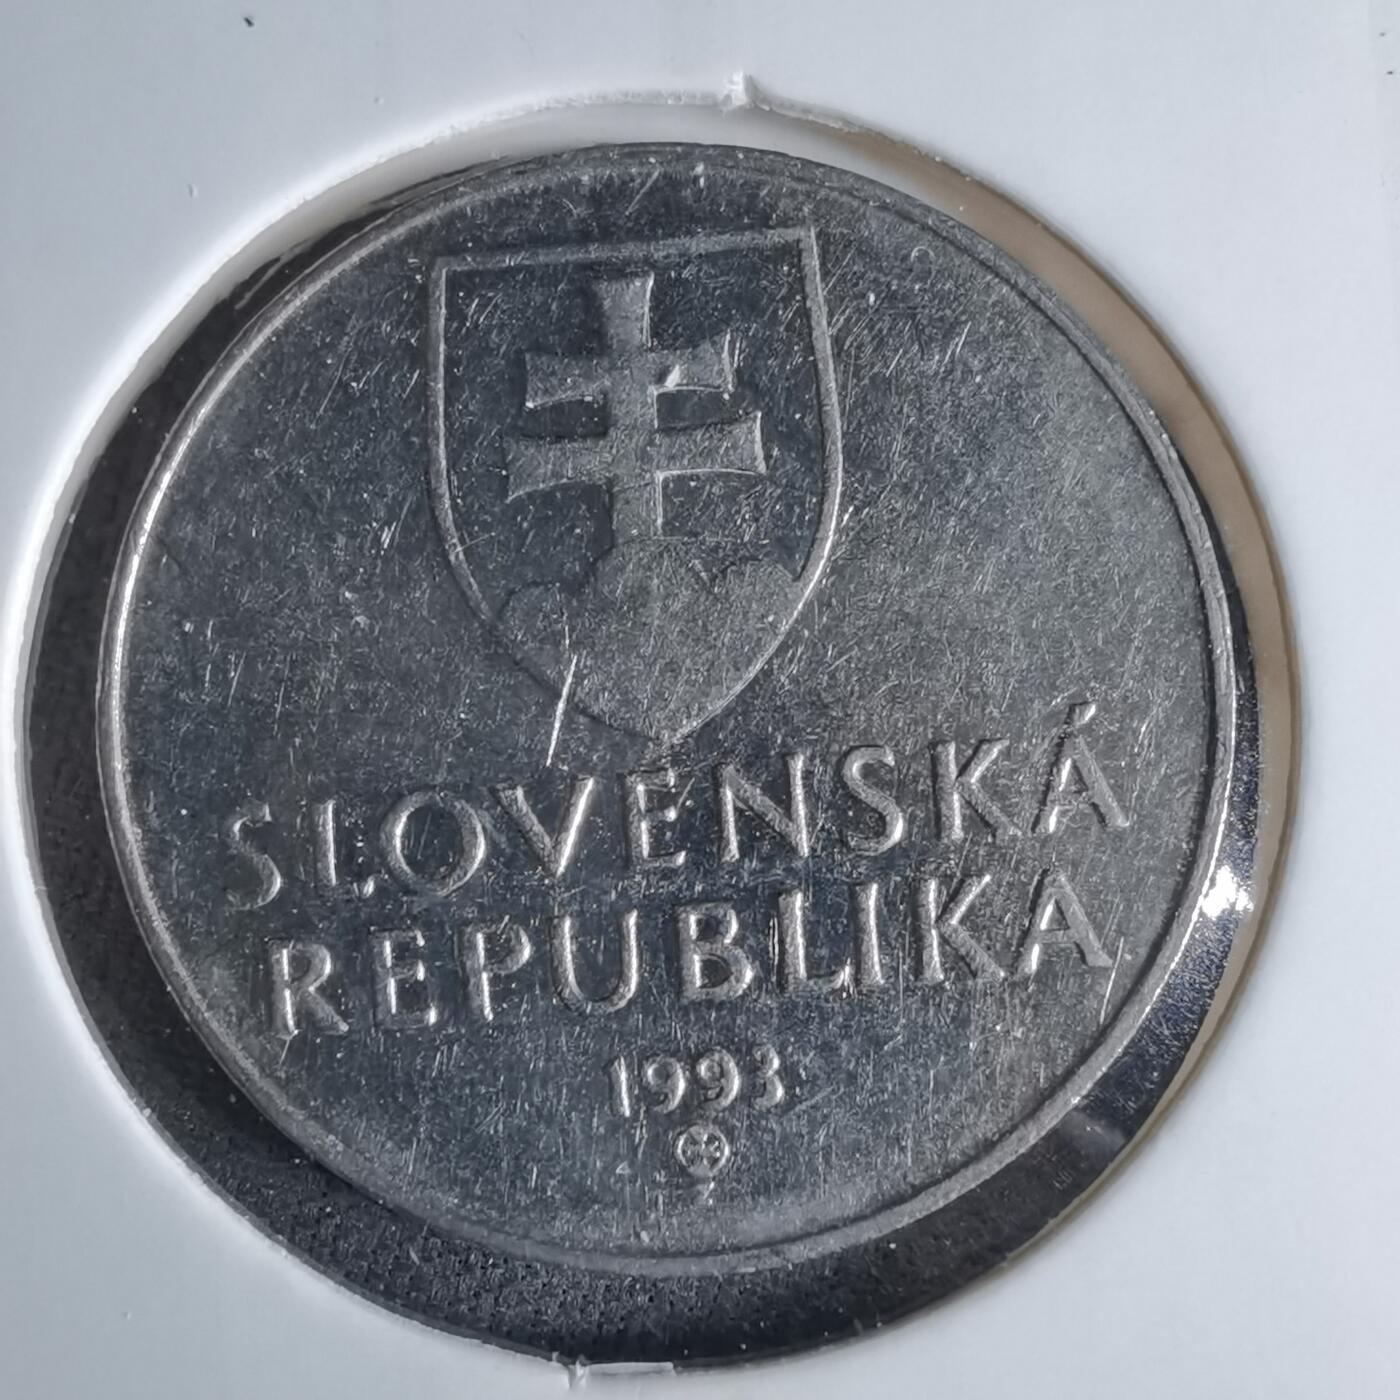 SLOVENSKÁ
REPUBLIKA
1993
Z